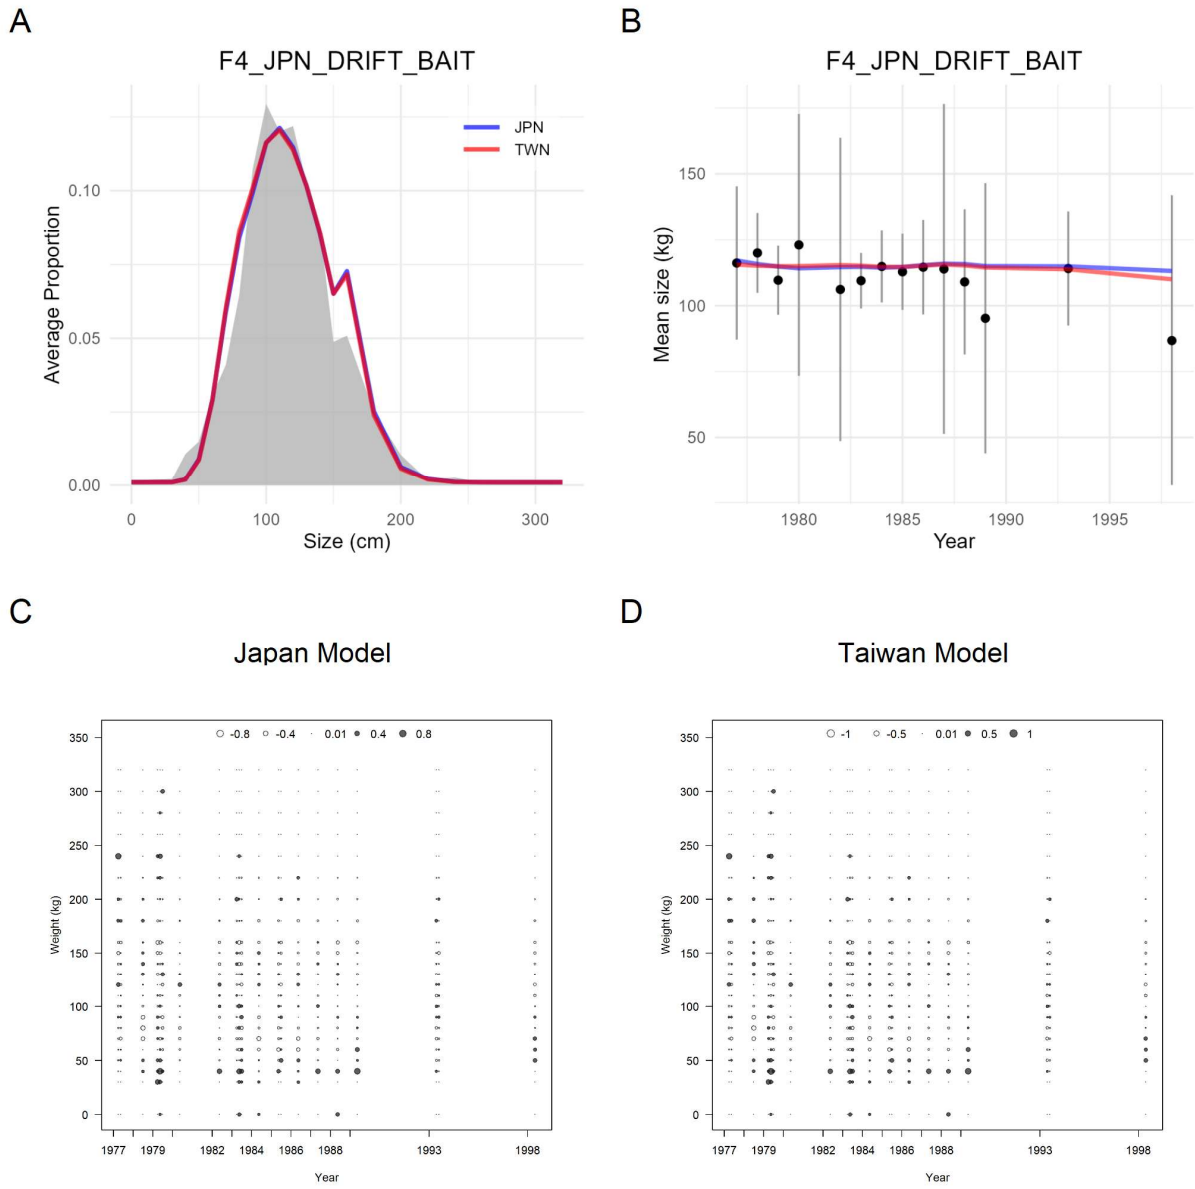 A
F4_JPN_DRIFT_BAIT
JPN
TWN
0.10
0.05
0.00
Average Proportion
0 100 200 300
Size (cm)
B
F4_JPN_DRIFT_BAIT
150
100
50
Mean size (kg)
1980 1985 1990 1995
Year
C
Japan Model
-0.8 -0.4 0.01 0.4 0.8
350
300
250
200
150
100
50
0
Weight (kg)
1977 1979 1982 1984 1986 1988 1993 1998
Year
D
Taiwan Model
-1 -0.5 0.01 0.5 1
350
300
250
200
150
100
50
0
Weight (kg)
1977 1979 1982 1984 1986 1988 1993 1998
Year